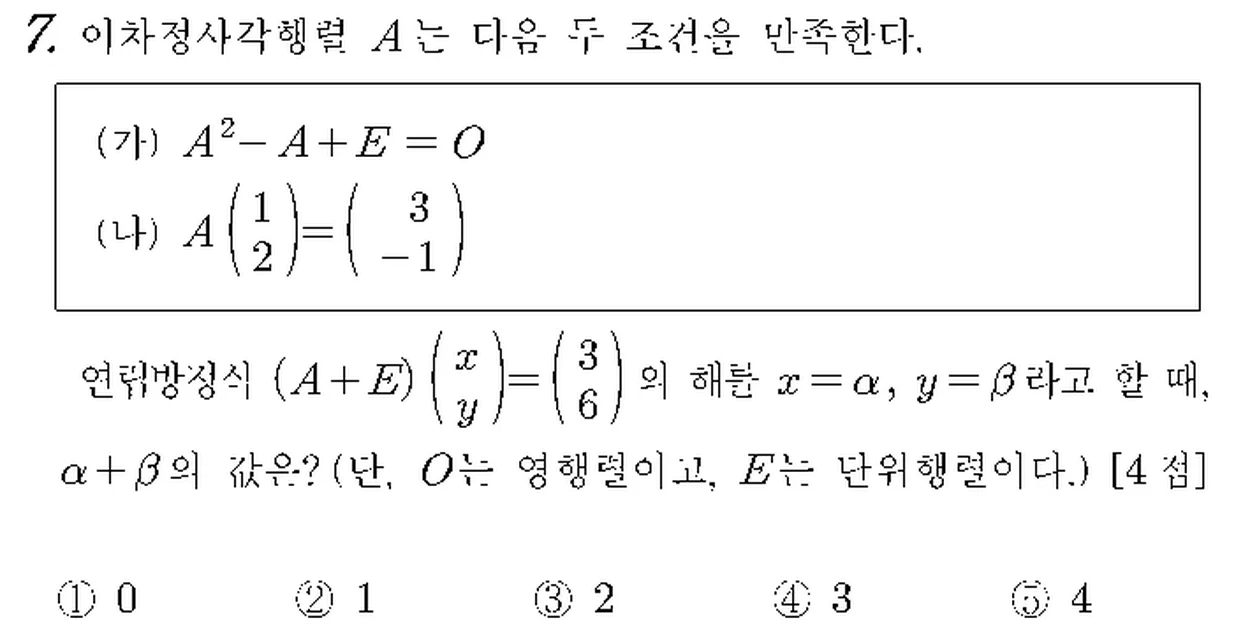 7. 이차정사각행렬 A는 다음 두 조건을 만족한다.
(가) A² − A + E = O
(나) A(1 2) = (3 −1)
연립방정식 (A + E)(x y) = (3 6)의 해를 x = α, y = β라고 할 때,
α + β의 값은? (단, O는 영행렬이고, E는 단위행렬이다.) [4 점]
① 0 ② 1 ③ 2 ④ 3 ⑤ 4